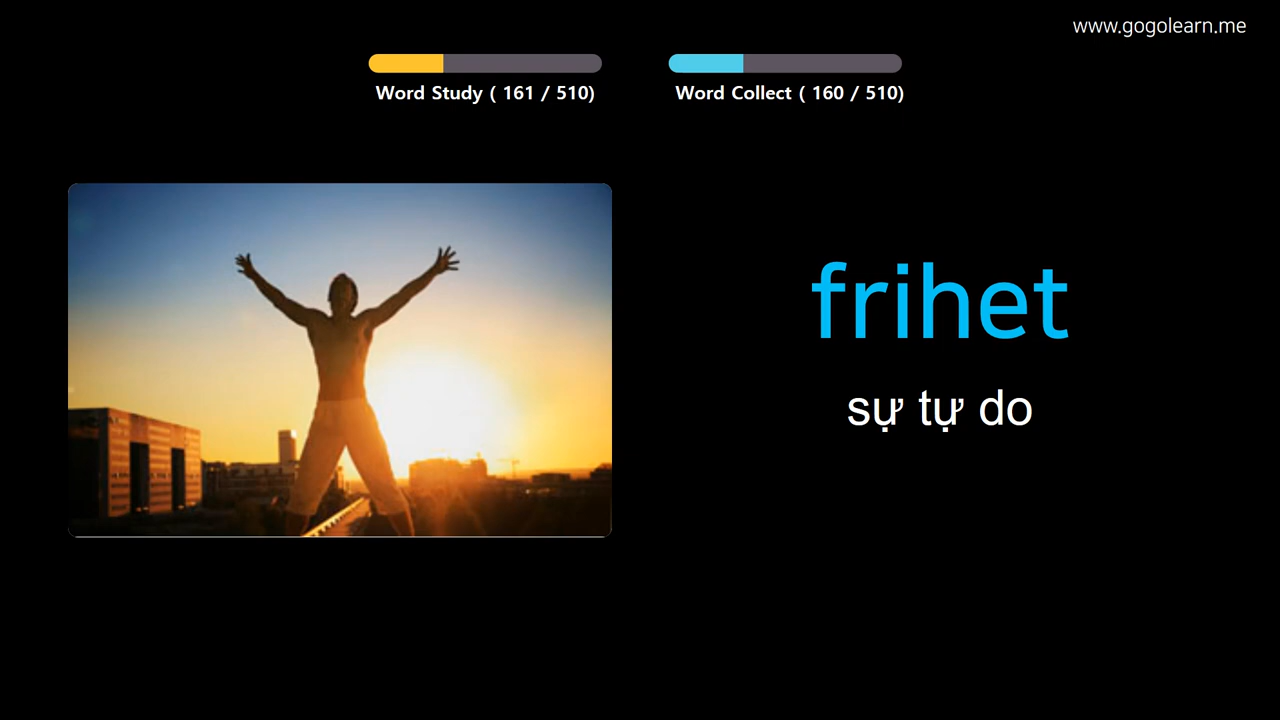 www.gogolearn.me
Word Study ( 161 / 510)
Word Collect ( 160 / 510)
frihet
sự tự do